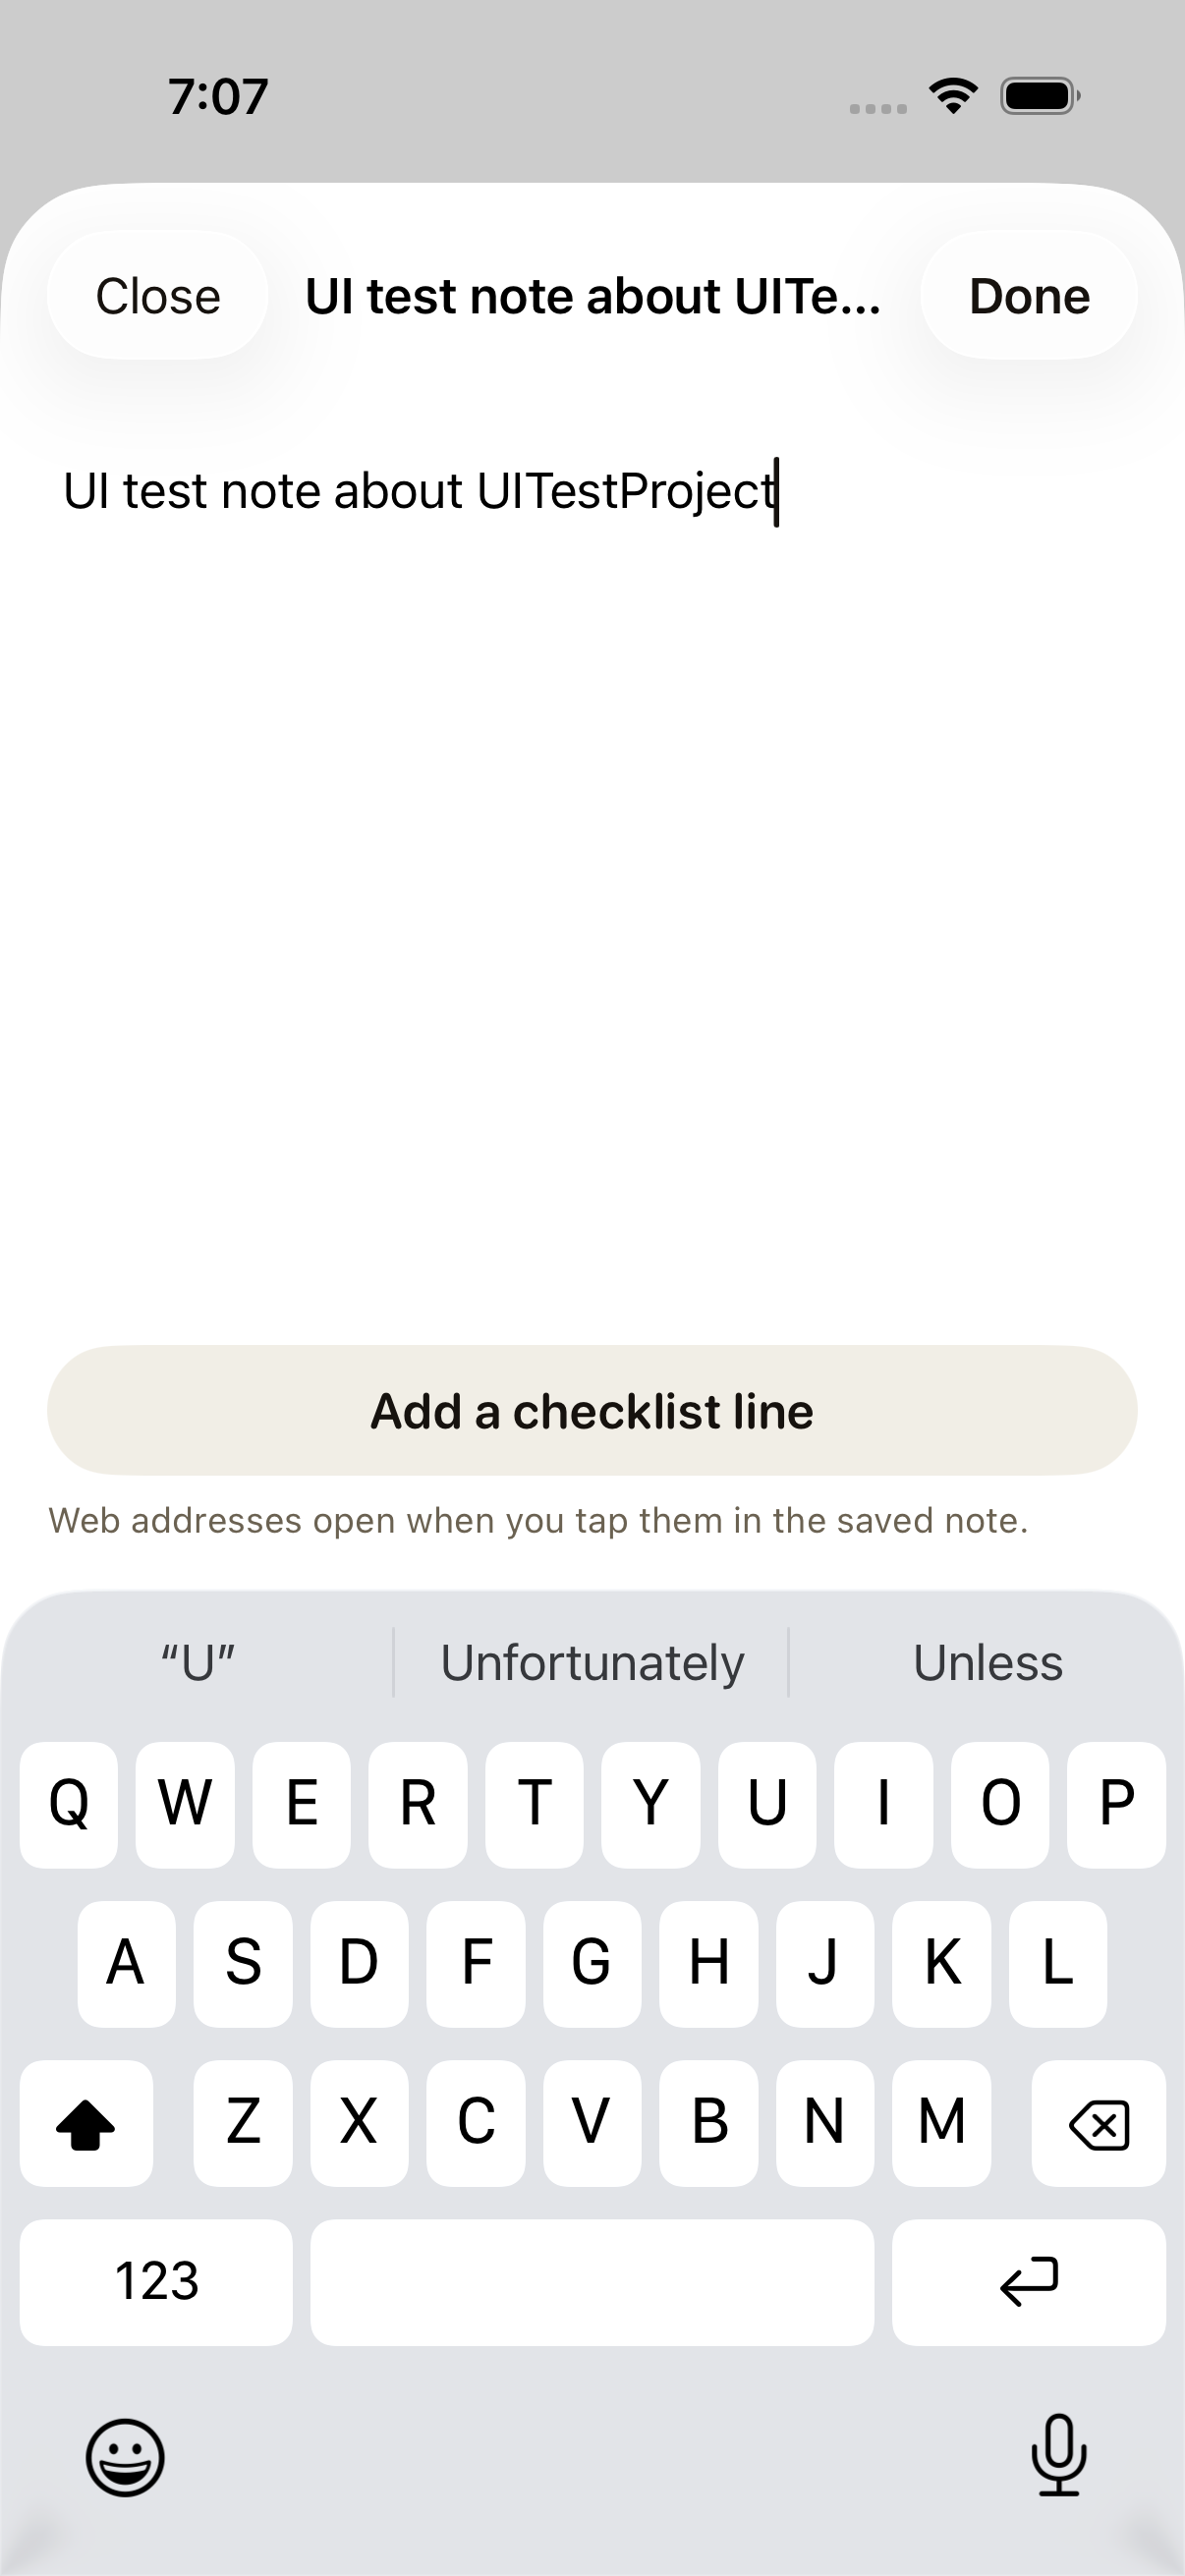 7:07
Close
UI test note about UITe...
Done
UI test note about UITestProject
Add a checklist line
Web addresses open when you tap them in the saved note.
“U” Unfortunately Unless
Q W E R T Y U I O P
A S D F G H J K L
Z X C V B N M
123